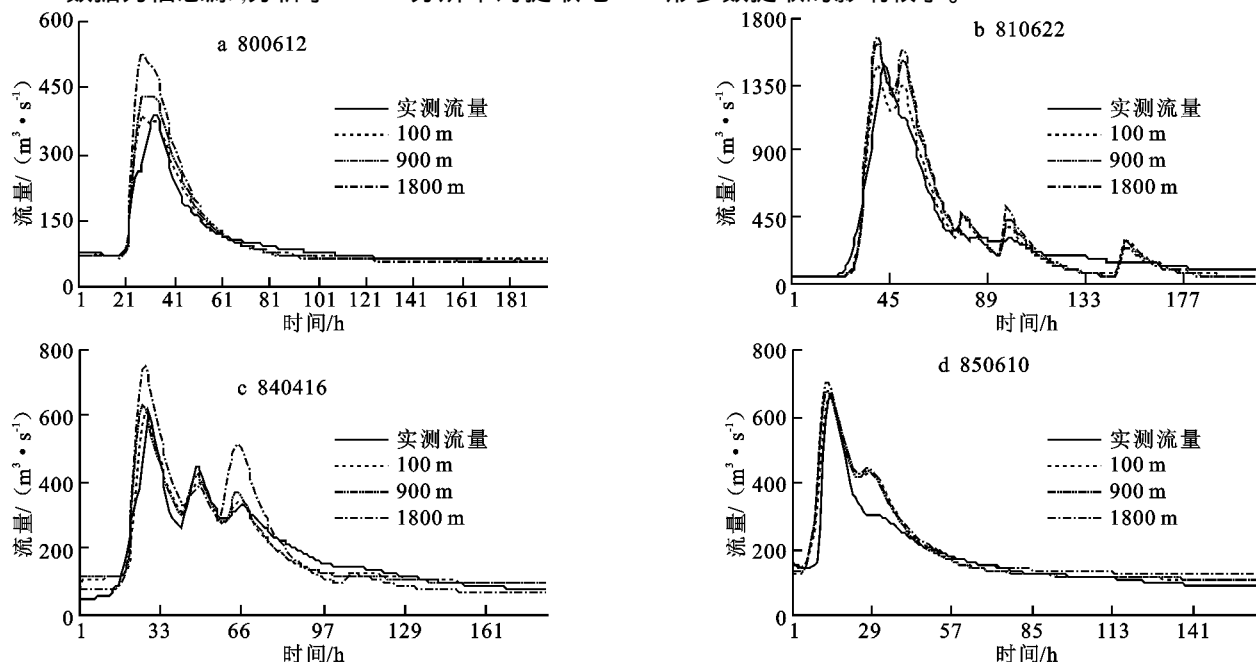 a 800612
600
450
300
150
0
流量/ (m³·s⁻¹)
实测流量
100 m
900 m
1800 m
1 21 41 61 81 101 121 141 161 181
时间/h
b 810622
1800
1350
900
450
0
流量/ (m³·s⁻¹)
实测流量
100 m
900 m
1800 m
1 45 89 133 177
时间/h
c 840416
800
600
400
200
0
流量/ (m³·s⁻¹)
实测流量
100 m
900 m
1800 m
1 33 66 97 129 161
时间/h
d 850610
800
600
400
200
0
流量/ (m³·s⁻¹)
实测流量
100 m
900 m
1800 m
1 29 57 85 113 141
时间/h